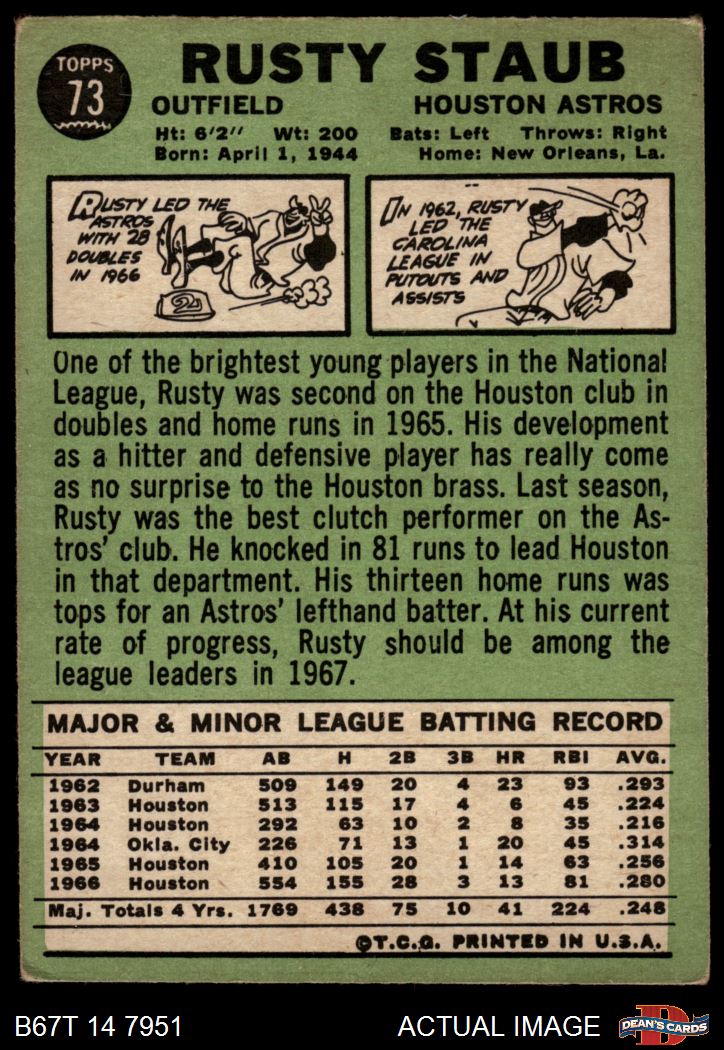 TOPPS
73
RUSTY STAUB
OUTFIELD HOUSTON ASTROS
Ht: 6'2" Wt: 200 Bats: Left Throws: Right
Born: April 1, 1944 Home: New Orleans, La.
RUSTY LED THE
ASTROS
WITH 28
DOUBLES
IN 1966
2
IN 1962, RUSTY
LED THE
CAROLINA
LEAGUE IN
PUTOUTS AND
ASSISTS
One of the brightest young players in the National
League, Rusty was second on the Houston club in
doubles and home runs in 1965. His development
as a hitter and defensive player has really come
as no surprise to the Houston brass. Last season,
Rusty was the best clutch performer on the As-
tros' club. He knocked in 81 runs to lead Houston
in that department. His thirteen home runs was
tops for an Astros' lefthand batter. At his current
rate of progress, Rusty should be among the
league leaders in 1967.
MAJOR & MINOR LEAGUE BATTING RECORD
YEAR TEAM AB H 2B 3B HR RBI AVG.
1962 Durham 509 149 20 4 23 93 .293
1963 Houston 513 115 17 4 6 45 .224
1964 Houston 292 63 10 2 8 35 .216
1964 Okla. City 226 71 13 1 20 45 .314
1965 Houston 410 105 20 1 14 63 .256
1966 Houston 554 155 28 3 13 81 .280
Maj. Totals 4 Yrs. 1769 438 75 10 41 224 .248
©T.C.G. PRINTED IN U.S.A.
B67T 14 7951 ACTUAL IMAGE
D
DEAN'S CARDS